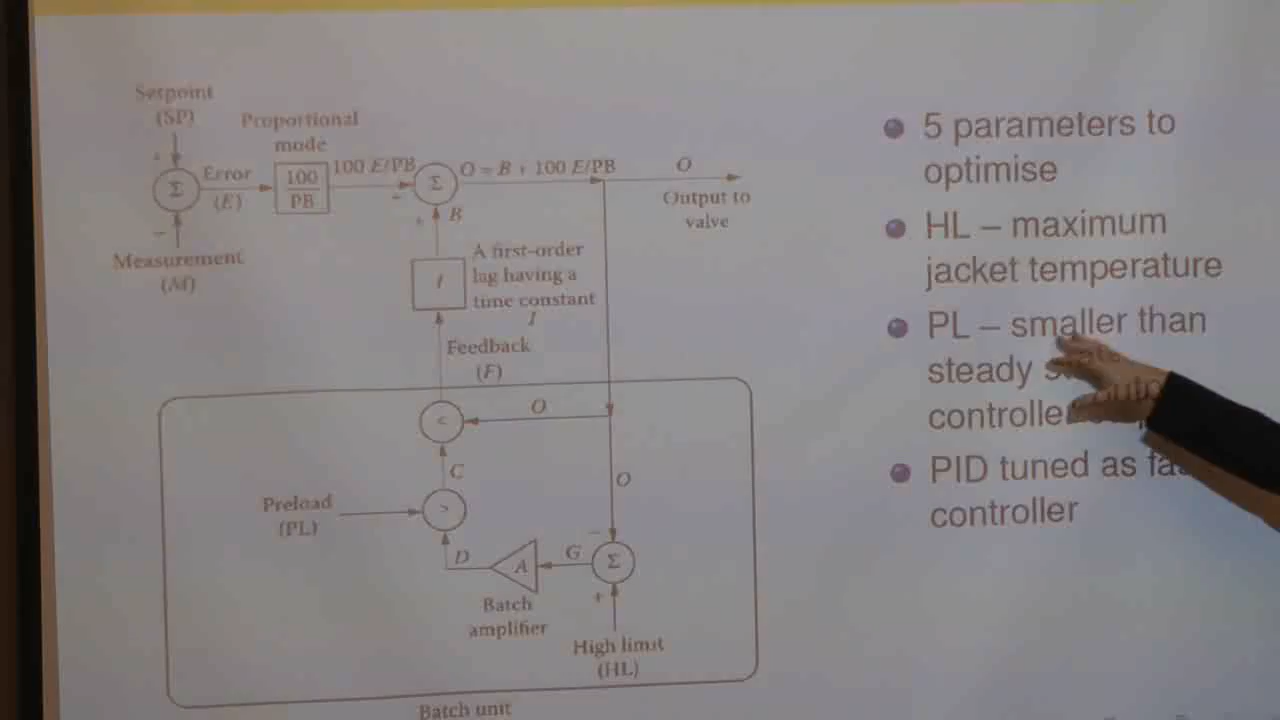 Setpoint
(SP)
Proportional
mode
+
Σ
Error
(E)
100
PB
100 E/PB
Σ
O = B + 100 E/PB
O
Output to
valve
−
+
B
−
Measurement
(M)
I
A first-order
lag having a
time constant
I
Feedback
(F)
<
O
C
O
Preload
(PL)
>
−
D
A
G
Σ
+
Batch
amplifier
High limit
(HL)
Batch unit
5 parameters to
optimise
HL – maximum
jacket temperature
PL – smaller than
steady
controller
PID tuned as
controller